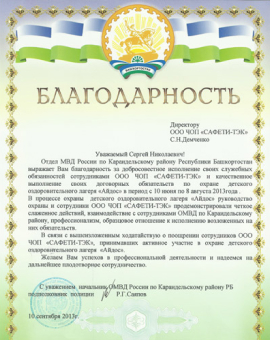 БЛАГОДАРНОСТЬ
Директору
ООО ЧОП «САФЕТИ-ТЭК»
С.Н.Демченко
Уважаемый Сергей Николаевич!
Отдел МВД России по Караидельскому району Республики Башкортостан
выражает Вам благодарность за добросовестное исполнение своих служебных
обязанностей сотрудниками ООО ЧОП «САФЕТИ-ТЭК» и качественное
выполнение своих договорных обязательств по охране детского
оздоровительного лагеря «Айдос» в период с 10 июня по 8 августа 2013года.
В процессе охраны детского оздоровительного лагеря «Айдос» руководство
охраны и сотрудники ООО ЧОП «САФЕТИ-ТЭК» продемонстрировали четкое
слаженное действий, взаимодействие с сотрудниками ОМВД по Караидельскому
району, профессионализм, образцовое отношение к исполнению возложенных на
них обязательств.
В связи с вышеизложенным ходатайствую о поощрении сотрудников ООО
ЧОП «САФЕТИ-ТЭК», принимавших активное участие в охране детского
оздоровительного лагеря «Айдос».
Желаем Вам успехов в профессиональной деятельности и надеемся на
дальнейшее плодотворное сотрудничество.
С уважением, начальник ОМВД России по Караидельскому району РБ
подполковник полиции Р.Г.Саяпов
10 сентября 2013г.